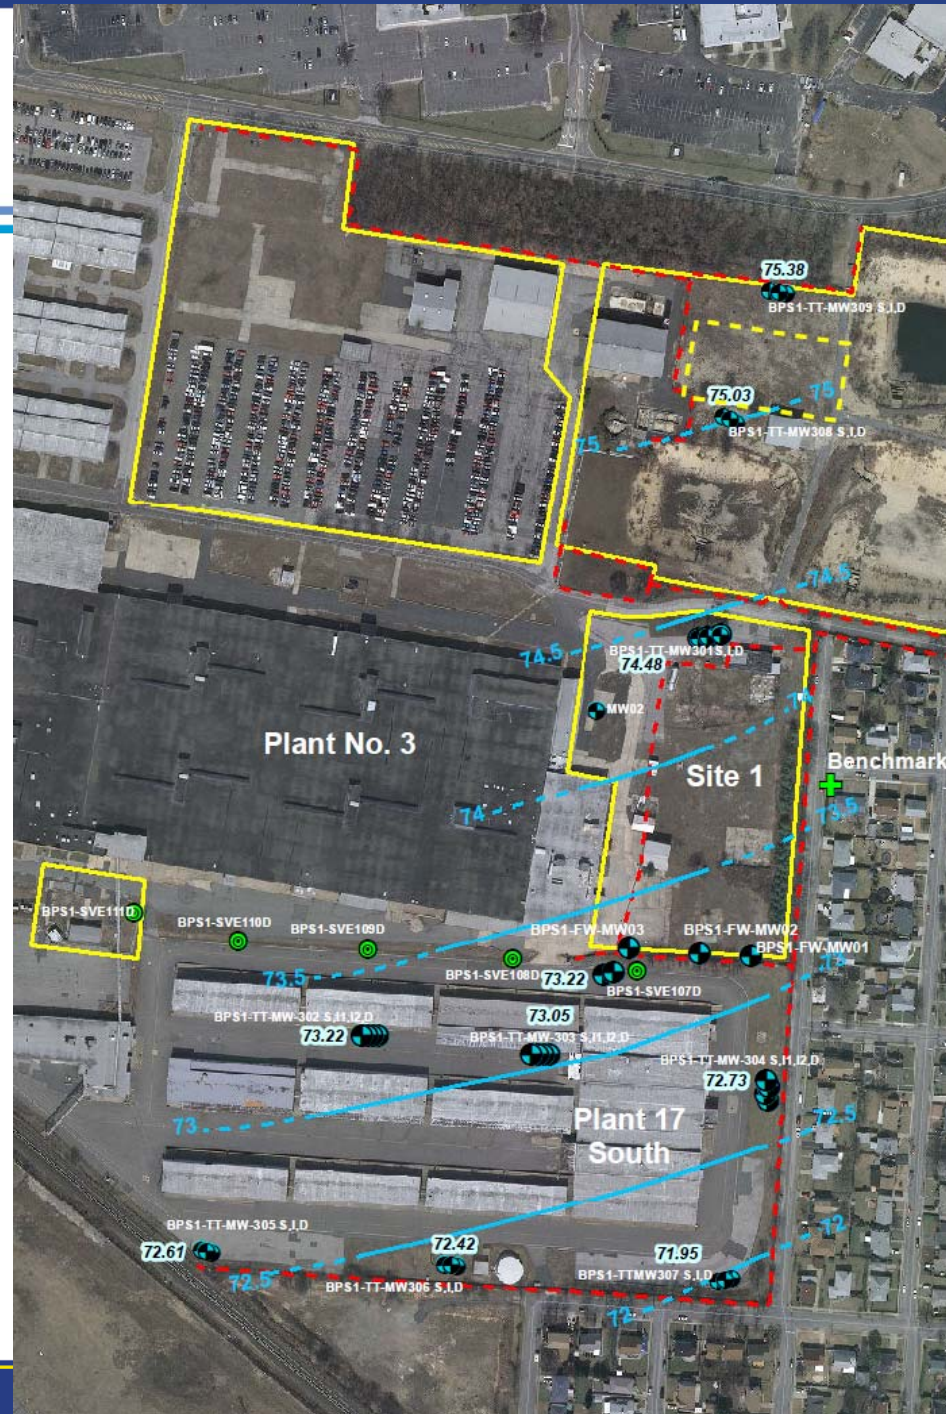 75.38
BPS1-TT-MW309 S,I,D
75
75.03
BPS1-TT-MW308 S,I,D
75
74.5
74.5
BPS1-TT-MW301S,I,D
74.48
74
MW02
Plant No. 3
Site 1
Benchmark
74
73.5
BPS1-SVE111D
BPS1-SVE110D
BPS1-SVE109D
BPS1-FW-MW03
BPS1-FW-MW02
BPS1-FW-MW01
73.5
BPS1-SVE108D
73.22
BPS1-SVE107D
BPS1-TT-MW-302 S,I1,I2,D
73.22
73.05
BPS1-TT-MW-303 S,I1,I2,D
BPS1-TT-MW-304 S,I1,I2,D
72.73
73
Plant 17
South
72.5
BPS1-TT-MW-305 S,I,D
72.61
72.5
72.42
BPS1-TT-MW306 S,I,D
71.95
BPS1-TTMW307 S,I,D
72
72